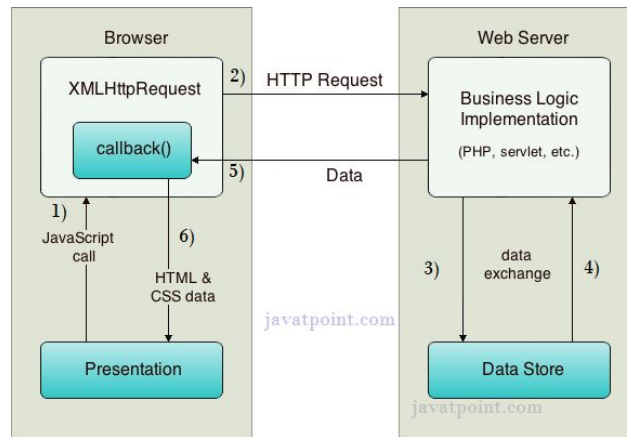 Browser
Web Server
XMLHttpRequest
2)
HTTP Request
Business Logic
Implementation
(PHP, servlet, etc.)
callback()
5)
Data
1)
JavaScript
call
6)
HTML &
CSS data
3)
data
exchange
4)
javatpoint.com
Presentation
Data Store
javatpoint.com